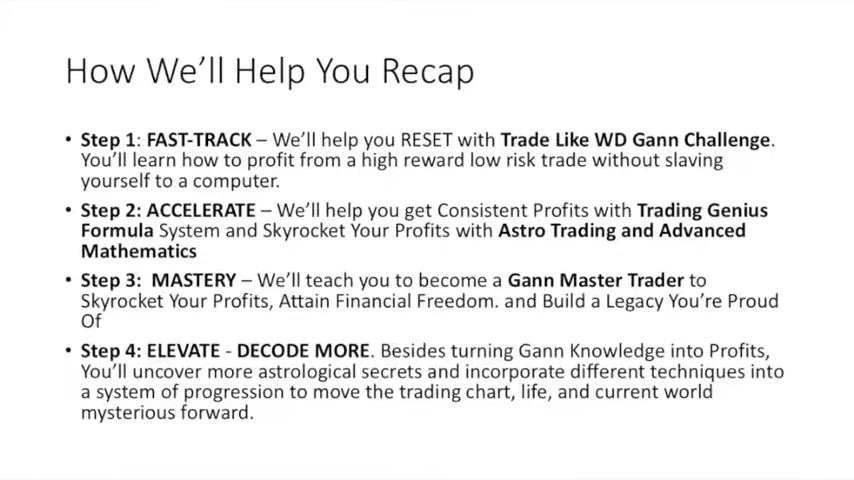 How We'll Help You Recap
• Step 1: FAST-TRACK – We'll help you RESET with Trade Like WD Gann Challenge.
You'll learn how to profit from a high reward low risk trade without slaving
yourself to a computer.
• Step 2: ACCELERATE – We'll help you get Consistent Profits with Trading Genius
Formula System and Skyrocket Your Profits with Astro Trading and Advanced
Mathematics
• Step 3:  MASTERY – We'll teach you to become a Gann Master Trader to
Skyrocket Your Profits, Attain Financial Freedom. and Build a Legacy You're Proud
Of
• Step 4: ELEVATE - DECODE MORE. Besides turning Gann Knowledge into Profits,
You'll uncover more astrological secrets and incorporate different techniques into
a system of progression to move the trading chart, life, and current world
mysterious forward.